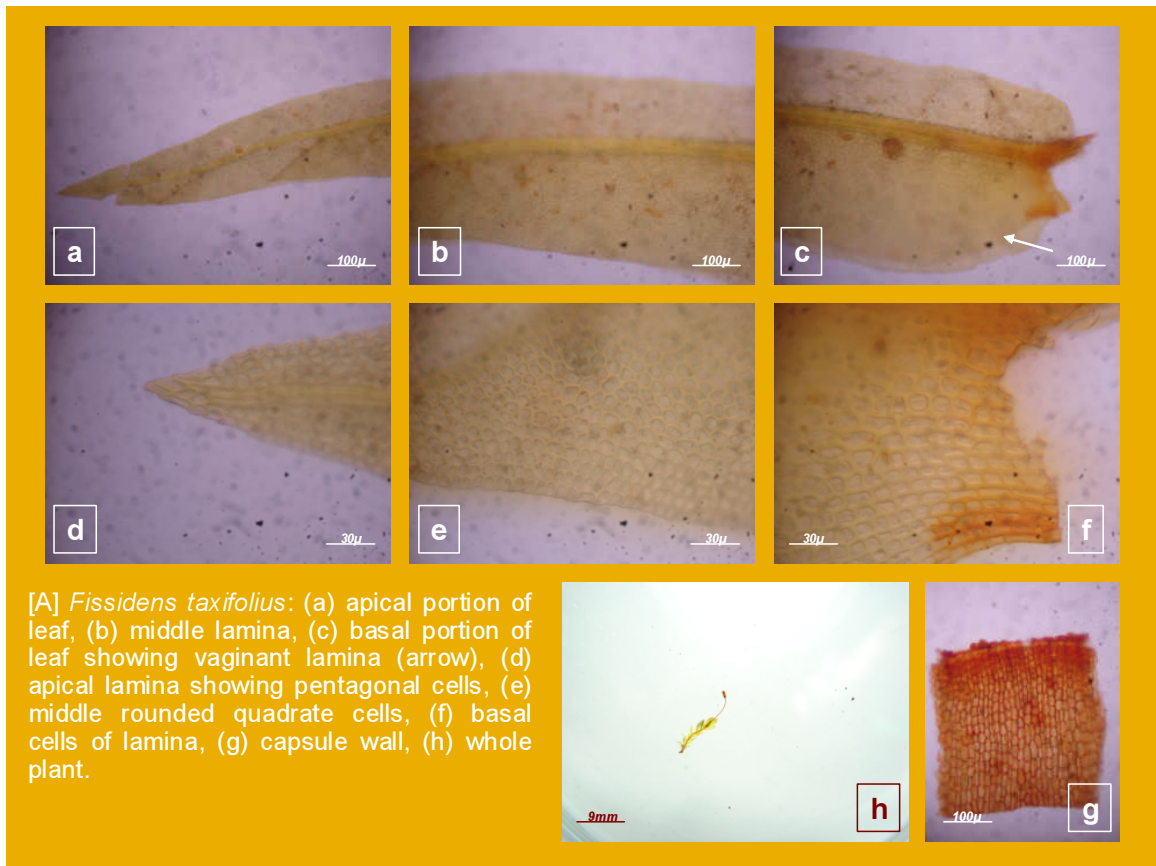 a
100µ
b
100µ
c
100µ
d
30µ
e
30µ
30µ
f
[A] Fissidens taxifolius: (a) apical portion of
leaf, (b) middle lamina, (c) basal portion of
leaf showing vaginant lamina (arrow), (d)
apical lamina showing pentagonal cells, (e)
middle rounded quadrate cells, (f) basal
cells of lamina, (g) capsule wall, (h) whole
plant.
9mm
h
100µ
g